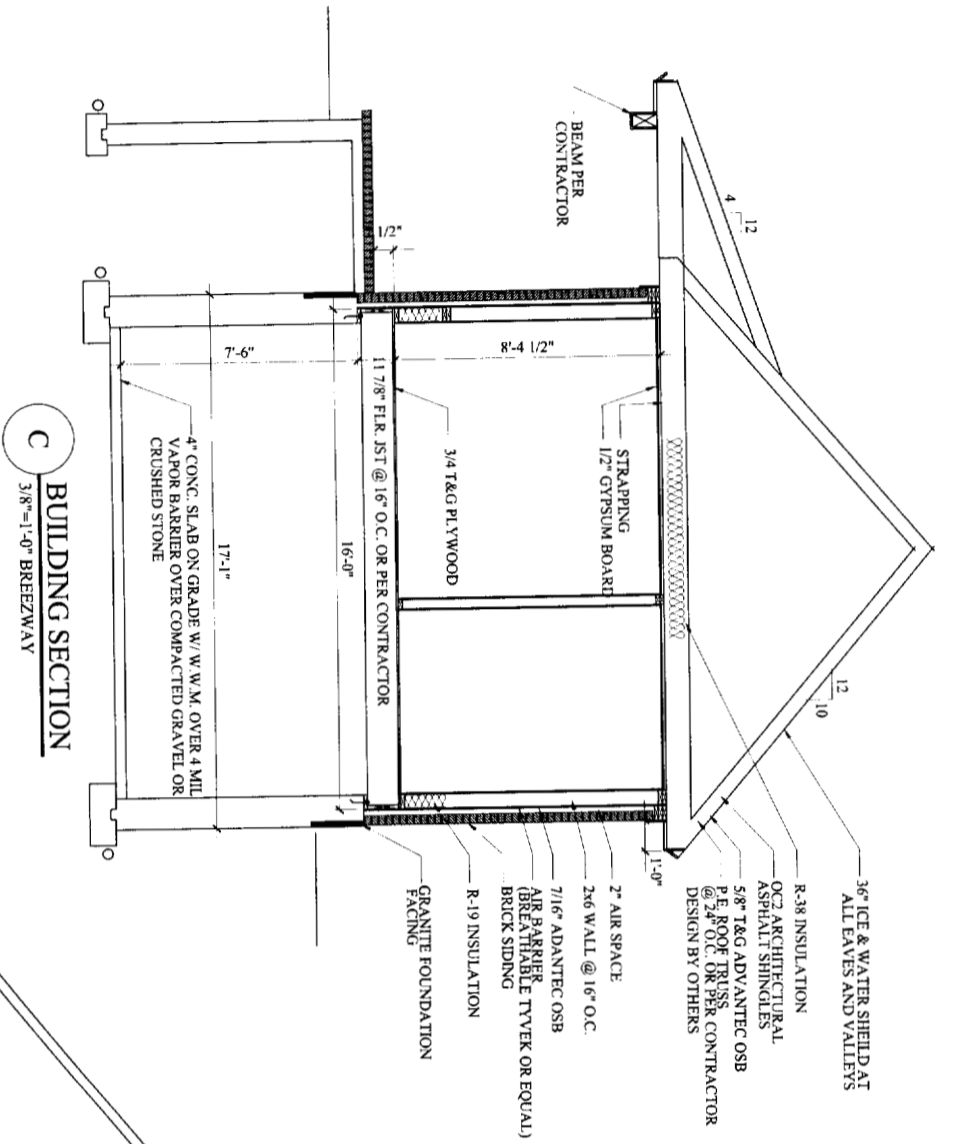 12
4
BEAM PER
CONTRACTOR
12
10
36" ICE & WATER SHEILD AT
ALL EAVES AND VALLEYS
R-38 INSULATION
OC2 ARCHITECTURAL
ASPHALT SHINGLES
5/8" T&G ADVANTEC OSB
P.E. ROOF TRUSS
@ 24" O.C. OR PER CONTRACTOR
DESIGN BY OTHERS
1'-0"
2" AIR SPACE
2x6 WALL @ 16" O.C.
7/16" ADANTEC OSB
AIR BARRIER
(BREATHABLE TYVEK OR EQUAL)
BRICK SIDING
R-19 INSULATION
GRANITE FOUNDATION
FACING
STRAPPING
1/2" GYPSUM BOARD
8'-4 1/2"
3/4 T&G PLYWOOD
1/2"
11 7/8" FLR. JST @ 16" O.C. OR PER CONTRACTOR
16'-0"
7'-6"
17'-1"
4" CONC. SLAB ON GRADE W/ W.W.M. OVER 4 MIL
VAPOR BARRIER OVER COMPACTED GRAVEL OR
CRUSHED STONE
C
BUILDING SECTION
3/8"=1'-0" BREEZWAY